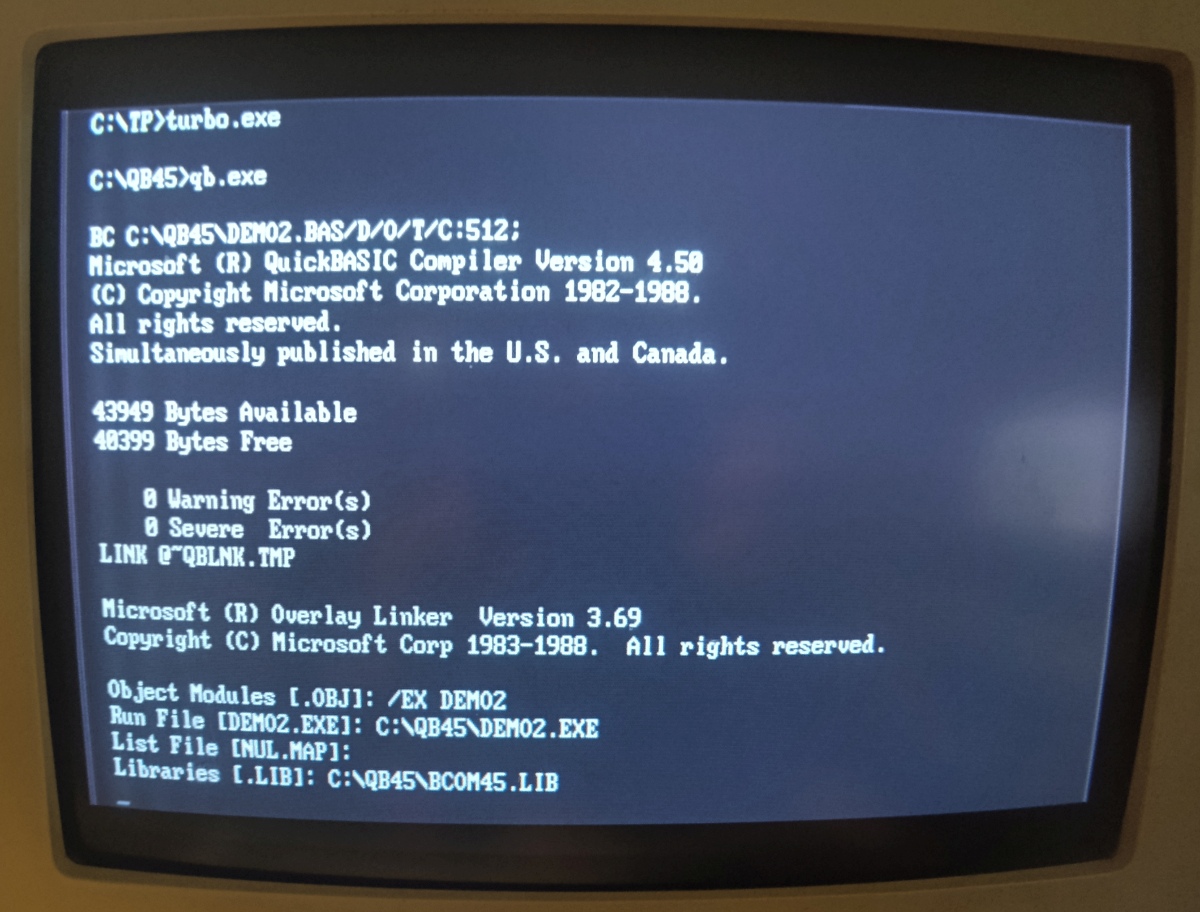 C:\TP>turbo.exe
C:\QB45>qb.exe
BC C:\QB45\DEMO2.BAS/D/O/T/C:512;
Microsoft (R) QuickBASIC Compiler Version 4.50
(C) Copyright Microsoft Corporation 1982-1988.
All rights reserved.
Simultaneously published in the U.S. and Canada.
43949 Bytes Available
40399 Bytes Free
0 Warning Error(s)
0 Severe  Error(s)
LINK @~QBLNK.TMP
Microsoft (R) Overlay Linker  Version 3.69
Copyright (C) Microsoft Corp 1983-1988.  All rights reserved.
Object Modules [.OBJ]: /EX DEMO2
Run File [DEMO2.EXE]: C:\QB45\DEMO2.EXE
List File [NUL.MAP]:
Libraries [.LIB]: C:\QB45\BCOM45.LIB